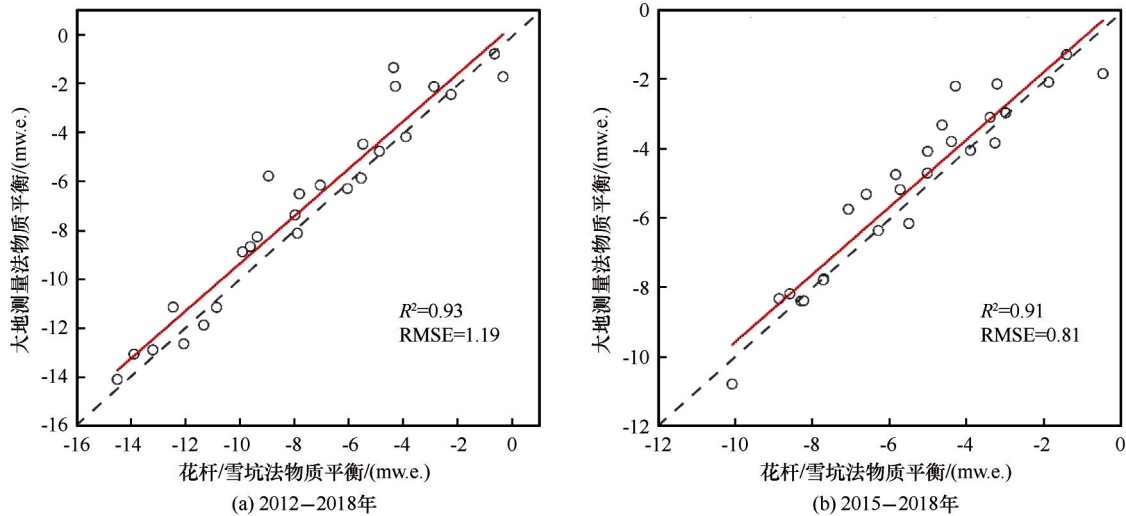 0
-2
-4
-6
-8
-10
-12
-14
-16
大地测量法物质平衡/(mw.e.)
R²=0.93
RMSE=1.19
-16 -14 -12 -10 -8 -6 -4 -2 0
花杆/雪坑法物质平衡/(mw.e.)
(a) 2012−2018年
0
-2
-4
-6
-8
-10
-12
大地测量法物质平衡/(mw.e.)
R²=0.91
RMSE=0.81
-12 -10 -8 -6 -4 -2 0
花杆/雪坑法物质平衡/(mw.e.)
(b) 2015−2018年